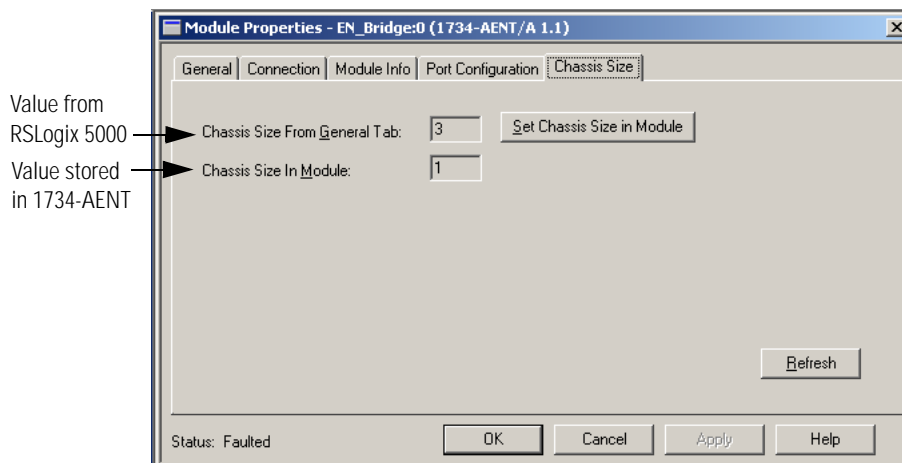 Module Properties - EN_Bridge:0 (1734-AENT/A 1.1)
General Connection Module Info Port Configuration Chassis Size
Value from
RSLogix 5000
Chassis Size From General Tab: 3 Set Chassis Size in Module
Value stored
in 1734-AENT
Chassis Size In Module: 1
Refresh
Status: Faulted OK Cancel Apply Help